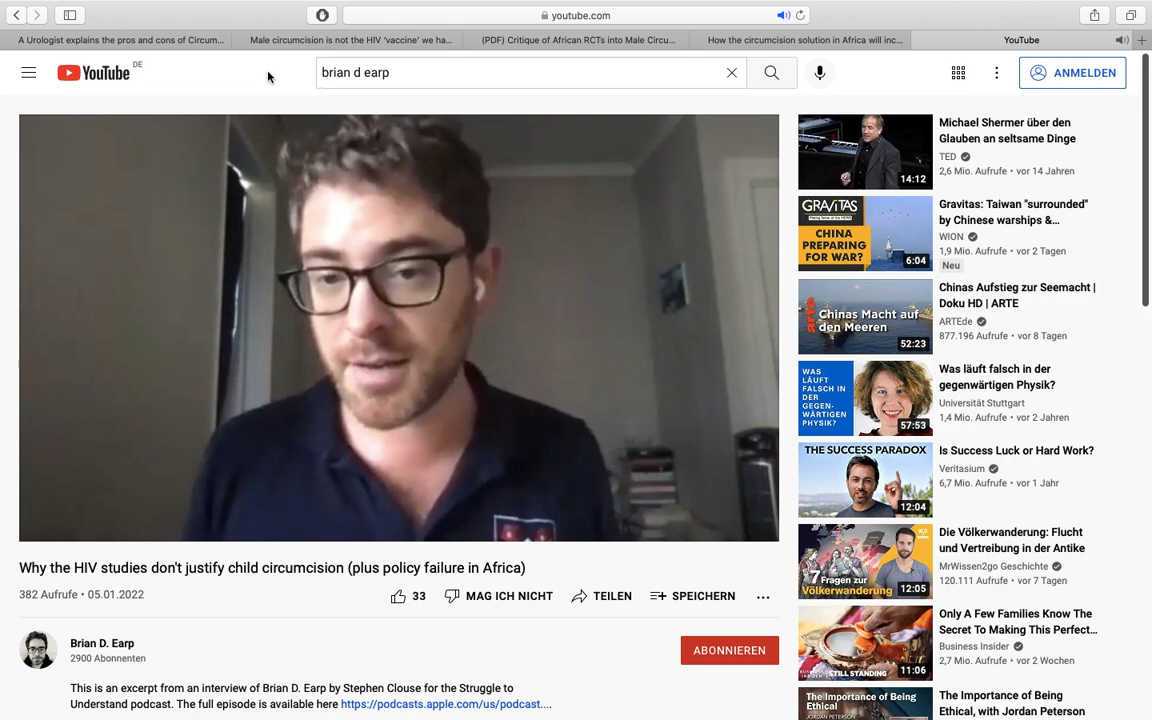 youtube.com
A Urologist explains the pros and cons of Circum...
Male circumcision is not the HIV 'vaccine' we ha...
(PDF) Critique of African RCTs into Male Circu...
How the circumcision solution in Africa will inc...
YouTube
YouTube DE
brian d earp
ANMELDEN
Why the HIV studies don't justify child circumcision (plus policy failure in Africa)
382 Aufrufe • 05.01.2022
33
MAG ICH NICHT
TEILEN
SPEICHERN
Brian D. Earp
2900 Abonnenten
ABONNIEREN
This is an excerpt from an interview of Brian D. Earp by Stephen Clouse for the Struggle to
Understand podcast. The full episode is available here https://podcasts.apple.com/us/podcast....
14:12
Michael Shermer über den
Glauben an seltsame Dinge
TED
2,6 Mio. Aufrufe • vor 14 Jahren
GRAVITAS
CHINA
PREPARING
FOR WAR?
6:04
Gravitas: Taiwan "surrounded"
by Chinese warships &...
WION
1,9 Mio. Aufrufe • vor 2 Tagen
Neu
arte
Chinas Macht auf
den Meeren
52:23
Chinas Aufstieg zur Seemacht |
Doku HD | ARTE
ARTEde
877.196 Aufrufe • vor 8 Tagen
WAS
LÄUFT
FALSCH IN
DER
GEGEN-
WÄRTIGEN
PHYSIK?
57:53
Was läuft falsch in der
gegenwärtigen Physik?
Universität Stuttgart
1,4 Mio. Aufrufe • vor 2 Jahren
THE SUCCESS PARADOX
12:04
Is Success Luck or Hard Work?
Veritasium
6,7 Mio. Aufrufe • vor 1 Jahr
7 Fragen zur
Völkerwanderung
12:05
Die Völkerwanderung: Flucht
und Vertreibung in der Antike
MrWissen2go Geschichte
120.111 Aufrufe • vor 7 Tagen
STILL STANDING
11:06
Only A Few Families Know The
Secret To Making This Perfect...
Business Insider
2,7 Mio. Aufrufe • vor 2 Wochen
The Importance of Being
Ethical
JORDAN PETERSON
The Importance of Being
Ethical, with Jordan Peterson